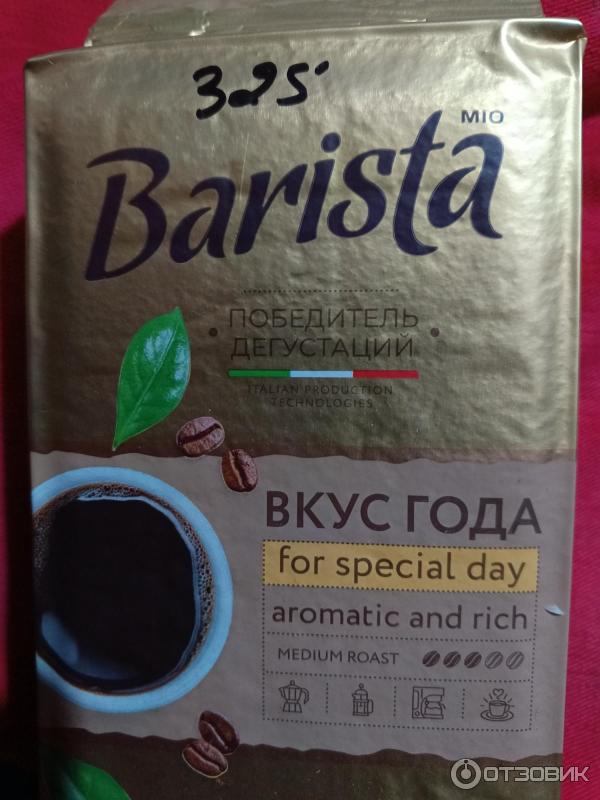 325
MIO
Barista
ПОБЕДИТЕЛЬ
ДЕГУСТАЦИЙ
ITALIAN PRODUCTION
TECHNOLOGIES
ВКУС ГОДА
for special day
aromatic and rich
MEDIUM ROAST
ОТЗОВИК